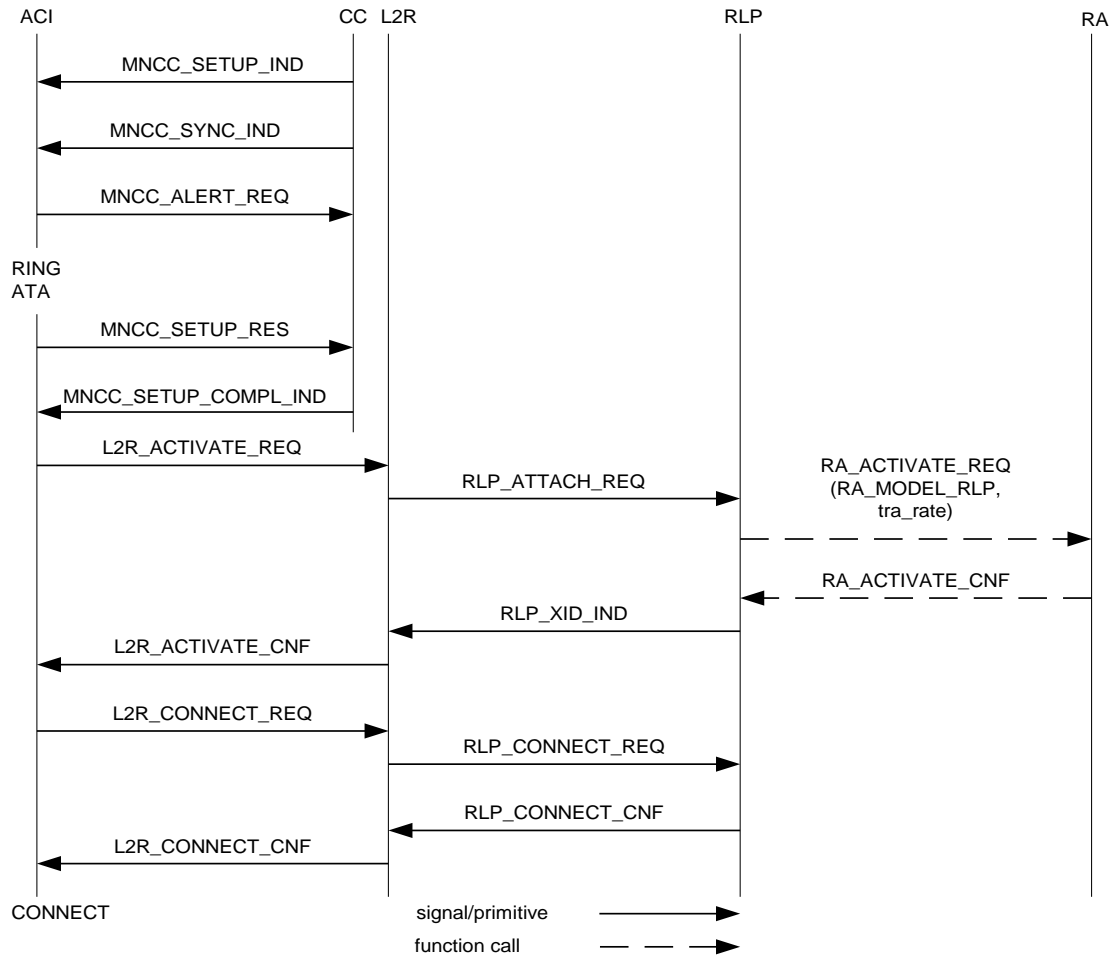 ACI CC L2R RLP RA
MNCC_SETUP_IND
MNCC_SYNC_IND
MNCC_ALERT_REQ
RING
ATA
MNCC_SETUP_RES
MNCC_SETUP_COMPL_IND
L2R_ACTIVATE_REQ
RLP_ATTACH_REQ
RA_ACTIVATE_REQ
(RA_MODEL_RLP,
tra_rate)
RA_ACTIVATE_CNF
RLP_XID_IND
L2R_ACTIVATE_CNF
L2R_CONNECT_REQ
RLP_CONNECT_REQ
RLP_CONNECT_CNF
L2R_CONNECT_CNF
CONNECT
signal/primitive
function call